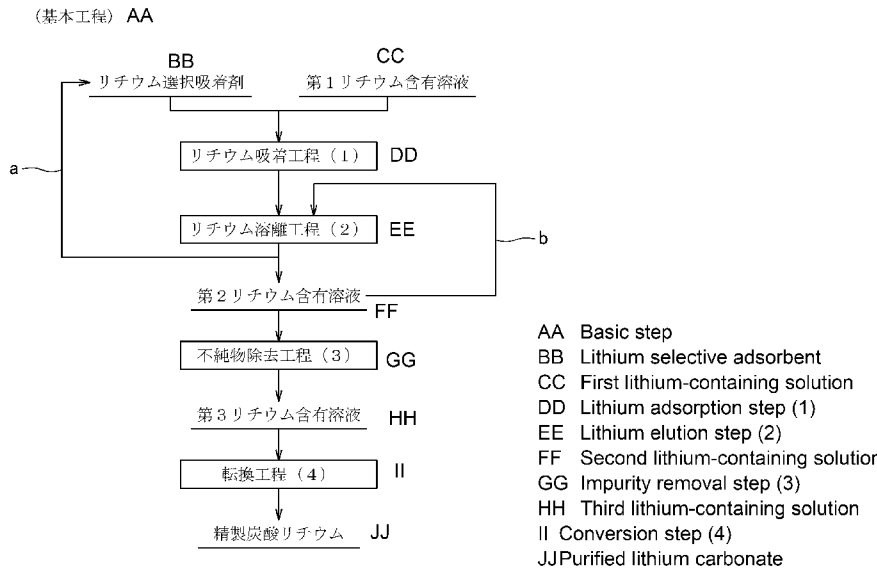 （基本工程） AA
BB
CC
リチウム選択吸着剤
第１リチウム含有溶液
リチウム吸着工程（１） DD
a
リチウム溶離工程（２） EE
b
第２リチウム含有溶液
FF
不純物除去工程（３）
GG
第３リチウム含有溶液 HH
転換工程（４） II
精製炭酸リチウム JJ
AA Basic step
BB Lithium selective adsorbent
CC First lithium-containing solution
DD Lithium adsorption step (1)
EE Lithium elution step (2)
FF Second lithium-containing solution
GG Impurity removal step (3)
HH Third lithium-containing solution
II Conversion step (4)
JJPurified lithium carbonate